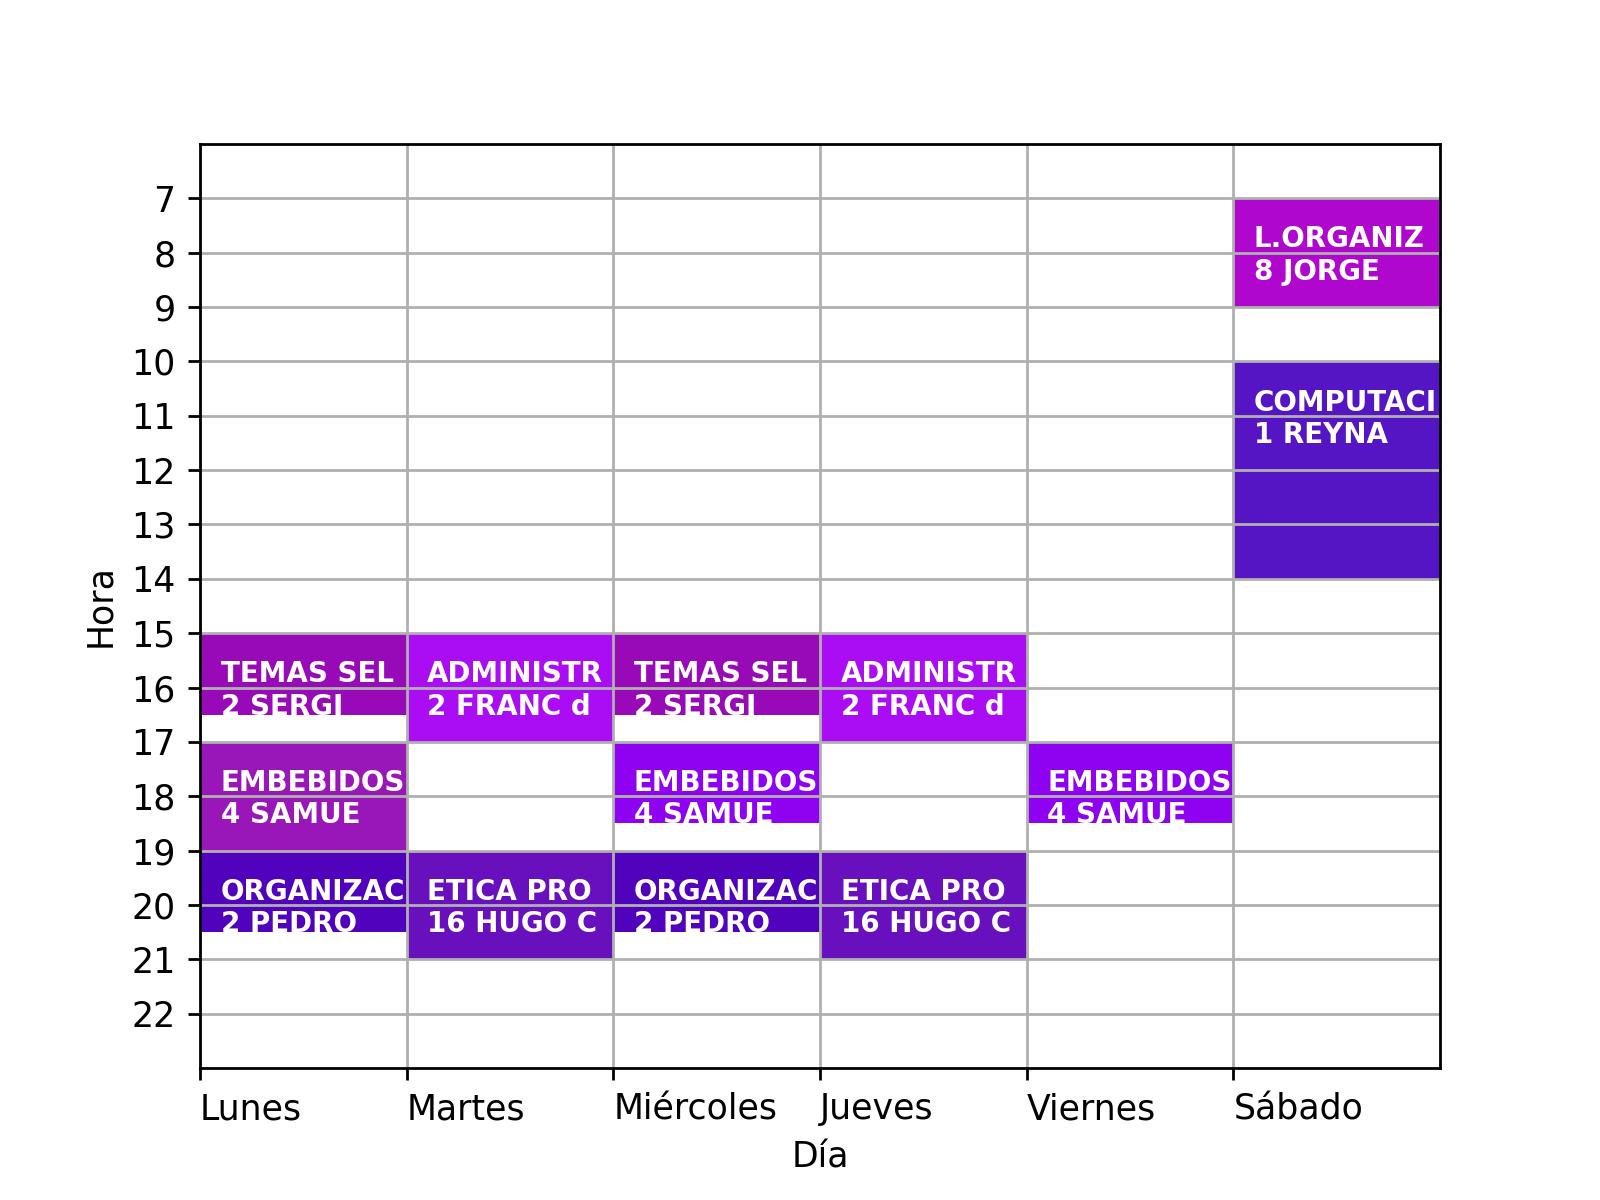 7
L.ORGANIZ
8
8 JORGE
9
10
COMPUTACI
11
1 REYNA
12
13
14
Hora
15
TEMAS SEL ADMINISTR TEMAS SEL ADMINISTR
16
2 SERGI 2 FRANC d 2 SERGI 2 FRANC d
17
EMBEBIDOS EMBEBIDOS EMBEBIDOS
18
4 SAMUE 4 SAMUE 4 SAMUE
19
ORGANIZAC ETICA PRO ORGANIZAC ETICA PRO
20
2 PEDRO 16 HUGO C 2 PEDRO 16 HUGO C
21
22
Lunes Martes Miércoles Jueves Viernes Sábado
Día